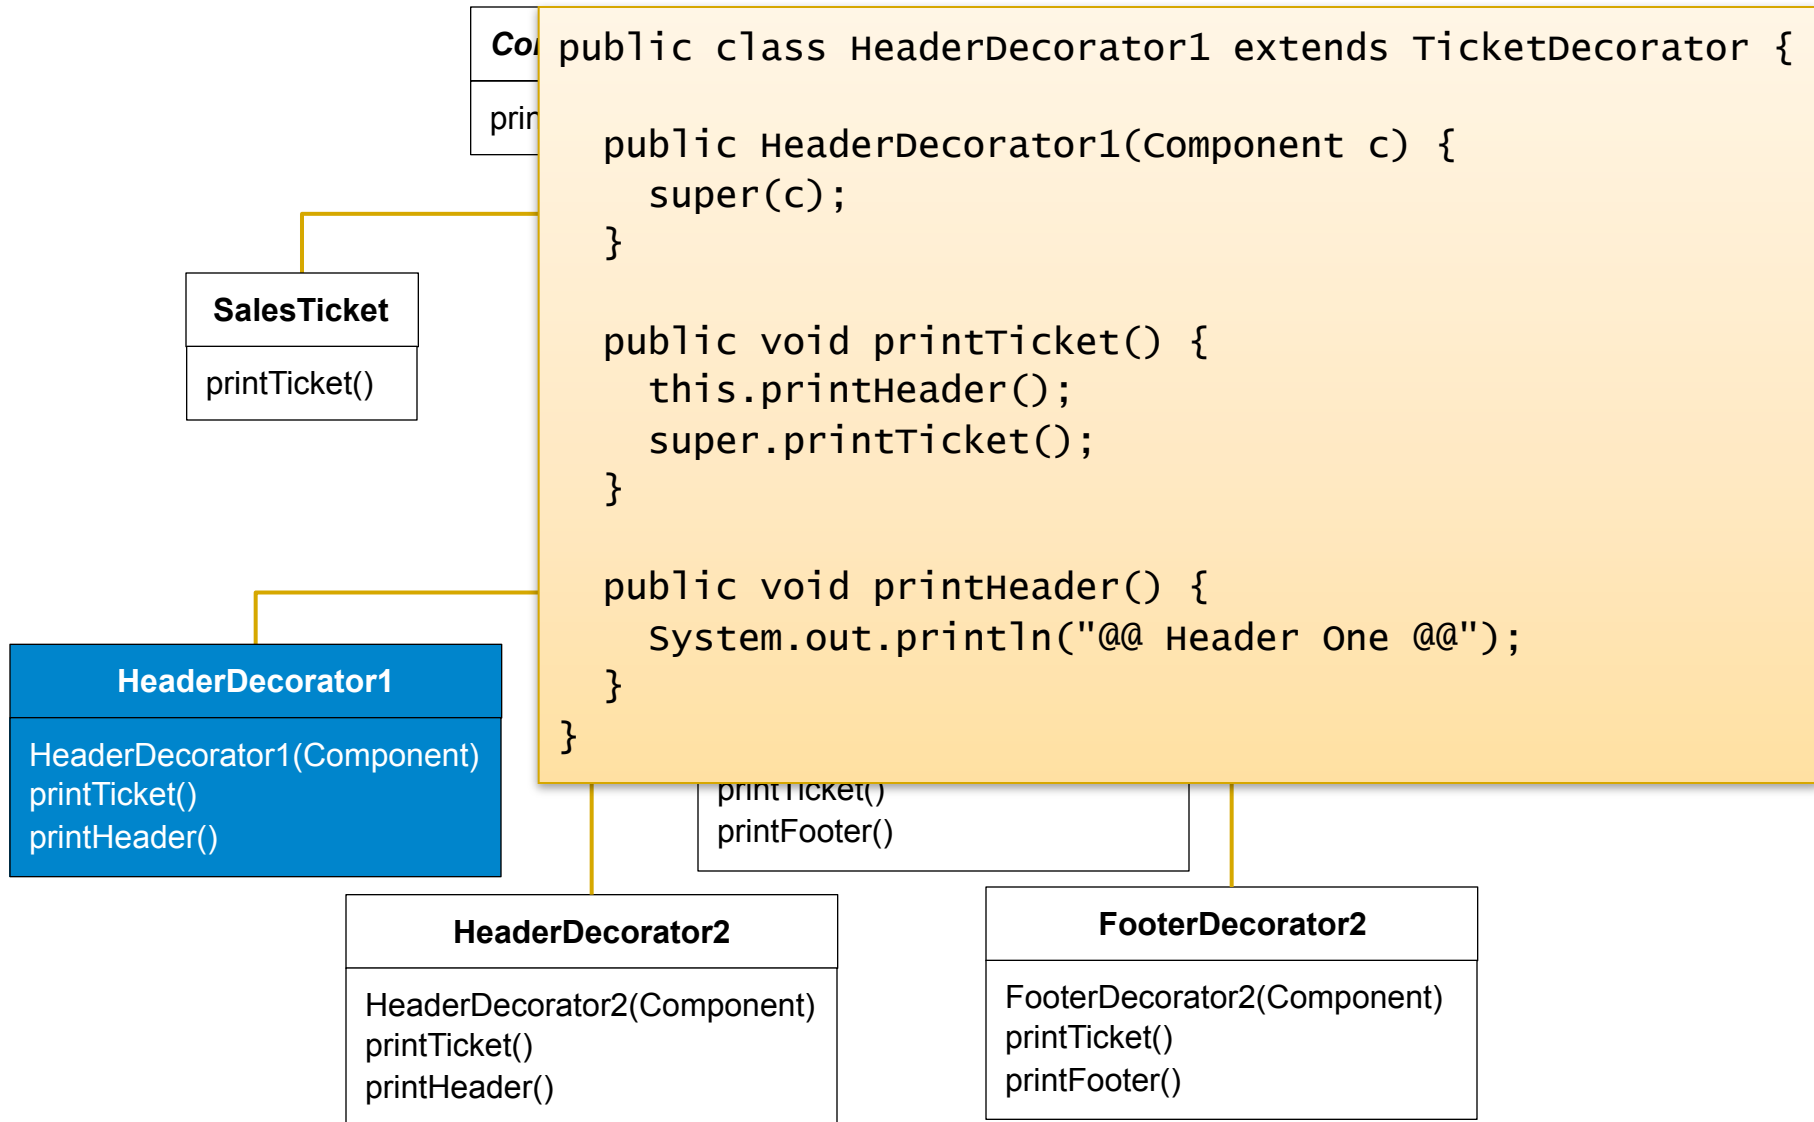 public class HeaderDecorator1 extends TicketDecorator {
public HeaderDecorator1(Component c) {
super(c);
}
public void printTicket() {
this.printHeader();
super.printTicket();
}
public void printHeader() {
System.out.println("@@ Header One @@");
}
}
SalesTicket
printTicket()
HeaderDecorator1
HeaderDecorator1(Component)
printTicket()
printHeader()
printTicket()
printFooter()
HeaderDecorator2
HeaderDecorator2(Component)
printTicket()
printHeader()
FooterDecorator2
FooterDecorator2(Component)
printTicket()
printFooter()